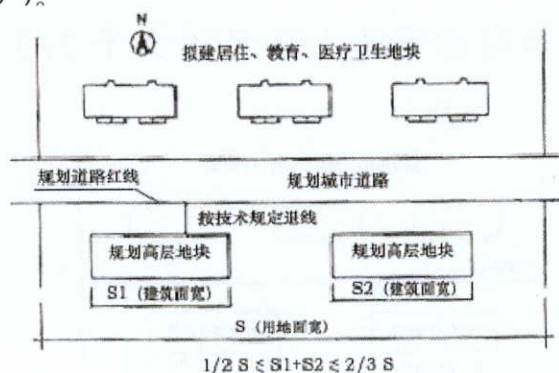 )。
N
拟建居住、教育、医疗卫生地块
规划道路红线
规划城市道路
按技术规定退线
规划高层地块
规划高层地块
S1 (建筑面宽)
S2 (建筑面宽)
S (用地面宽)
1/2 S ≤ S1+S2 ≤ 2/3 S